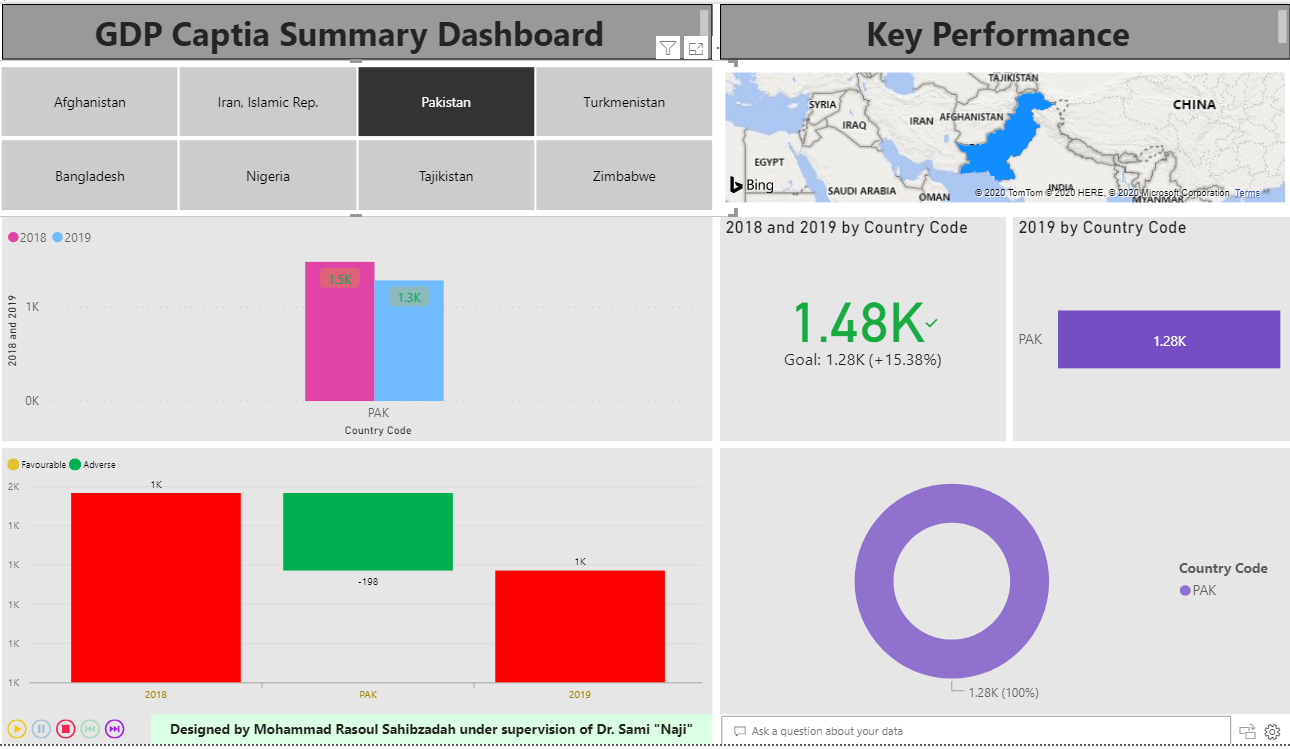 GDP Captia Summary Dashboard
Key Performance
Afghanistan
Iran, Islamic Rep.
Pakistan
Turkmenistan
Bangladesh
Nigeria
Tajikistan
Zimbabwe
TAJIKISTAN
SYRIA
CHINA
IRAQ
IRAN
AFGHANISTAN
EGYPT
Bing
SAUDI ARABIA
OMAN
INDIA
MYANMAR
© 2020 TomTom © 2020 HERE, © 2020 Microsoft Corporation Terms
2018 2019
2018 and 2019
1K
0K
1.5K
1.3K
PAK
Country Code
2018 and 2019 by Country Code
1.48K
Goal: 1.28K (+15.38%)
2019 by Country Code
PAK
1.28K
Favourable Adverse
2K
1K
1K
1K
1K
1K
1K
-198
1K
2018
PAK
2019
Country Code
PAK
1.28K (100%)
Designed by Mohammad Rasoul Sahibzadah under supervision of Dr. Sami "Naji"
Ask a question about your data